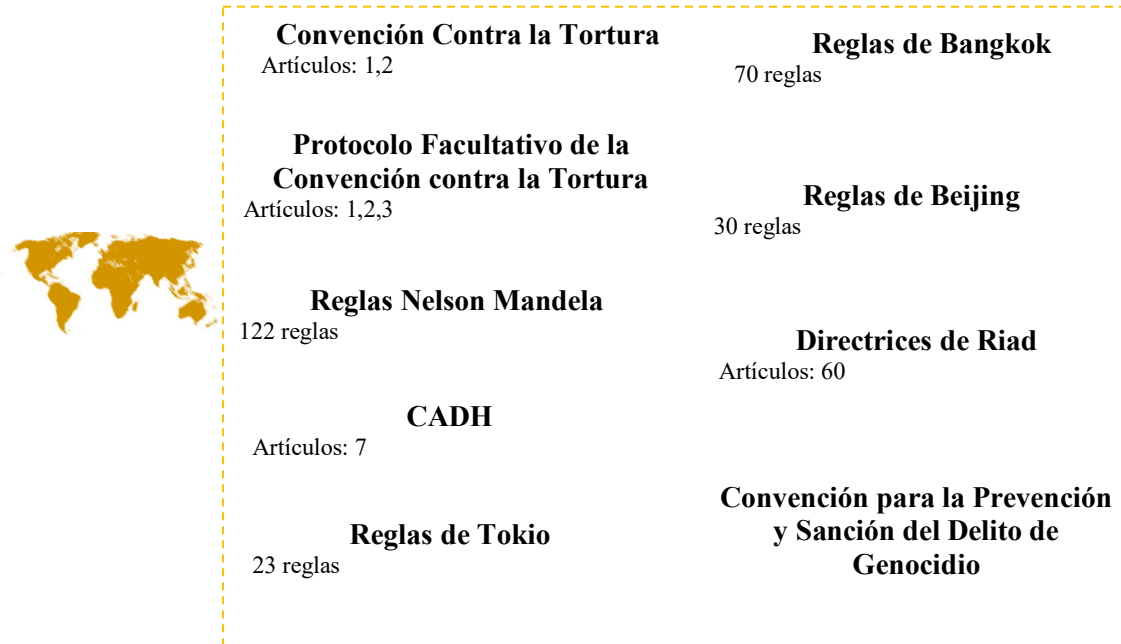 Convención Contra la Tortura
Artículos: 1,2
Protocolo Facultativo de la
Convención contra la Tortura
Artículos: 1,2,3
Reglas Nelson Mandela
122 reglas
CADH
Artículos: 7
Reglas de Tokio
23 reglas
Reglas de Bangkok
70 reglas
Reglas de Beijing
30 reglas
Directrices de Riad
Artículos: 60
Convención para la Prevención
y Sanción del Delito de
Genocidio